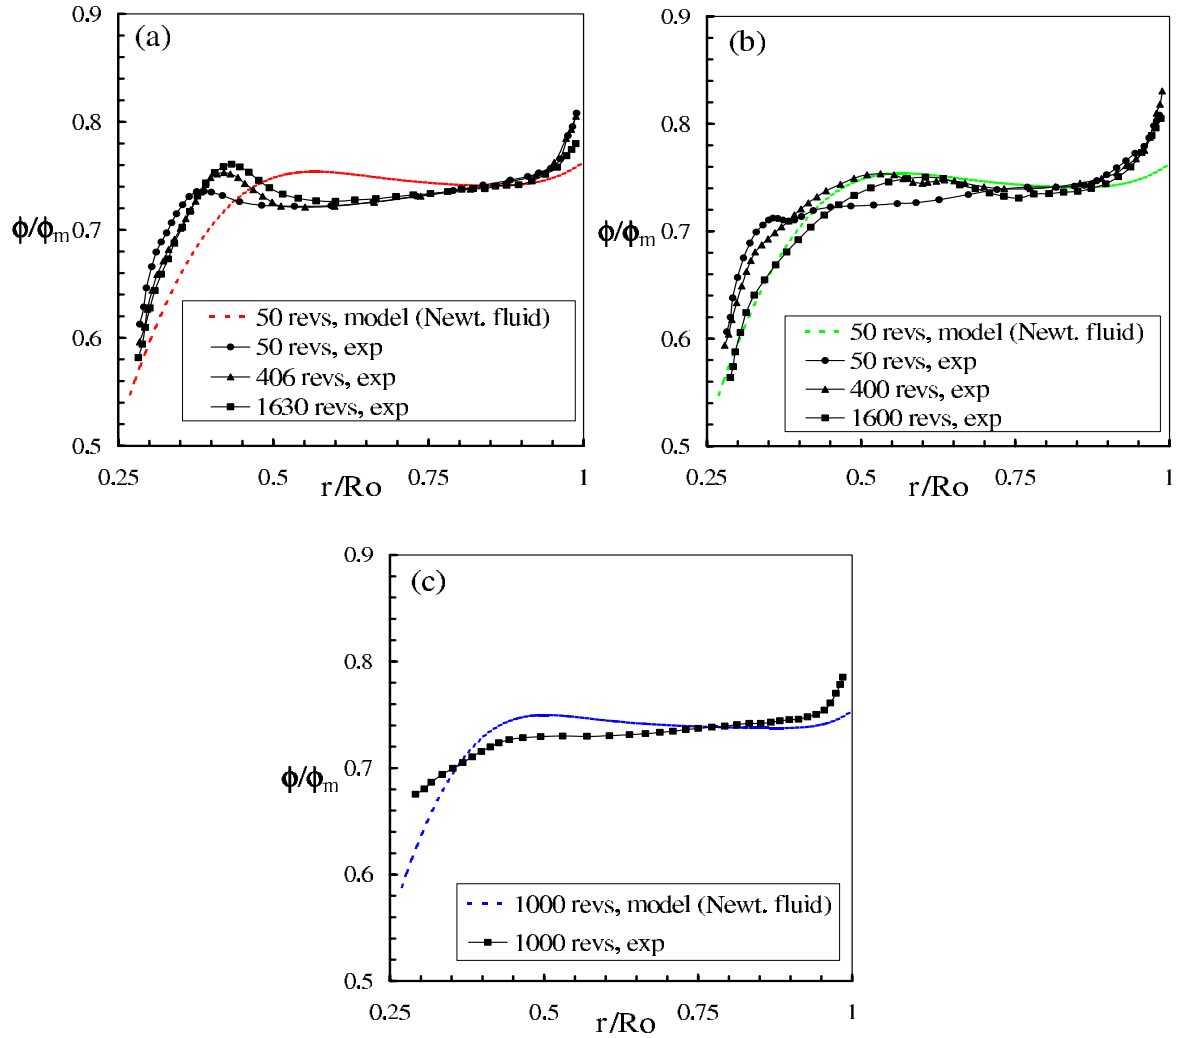 0.9
(a)
0.8
0.7
ϕ/ϕm
0.6
0.5
50 revs, model (Newt. fluid)
50 revs, exp
406 revs, exp
1630 revs, exp
0.25
0.5
0.75
1
r/Ro
0.9
(b)
0.8
0.7
ϕ/ϕm
0.6
0.5
50 revs, model (Newt. fluid)
50 revs, exp
400 revs, exp
1600 revs, exp
0.25
0.5
0.75
1
r/Ro
0.9
(c)
0.8
0.7
ϕ/ϕm
0.6
0.5
1000 revs, model (Newt. fluid)
1000 revs, exp
0.25
0.5
0.75
1
r/Ro